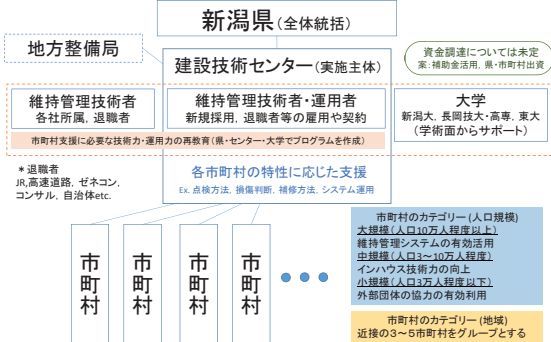 新潟県(全体統括)
地方整備局
資金調達については未定
案:補助金活用, 県・市町村出資
建設技術センター(実施主体)
維持管理技術者
各社所属, 退職者
維持管理技術者・運用者
新規採用, 退職者等の雇用や契約
大学
新潟大, 長岡技大・高専, 東大
(学術面からサポート)
市町村支援に必要な技術力・運用力の再教育(県・センター・大学でプログラムを作成)
*退職者
JR,高速道路, ゼネコン,
コンサル, 自治体etc.
各市町村の特性に応じた支援
Ex. 点検方法, 損傷判断, 補修方法, システム運用
市町村
市町村
市町村
市町村
市町村のカテゴリー(人口規模)
大規模(人口10万人程度以上)
維持管理システムの有効活用
中規模(人口3~10万人程度)
インハウス技術力の向上
小規模(人口3万人程度以下)
外部団体の協力の有効利用
市町村のカテゴリー(地域)
近接の3~5市町村をグループとする